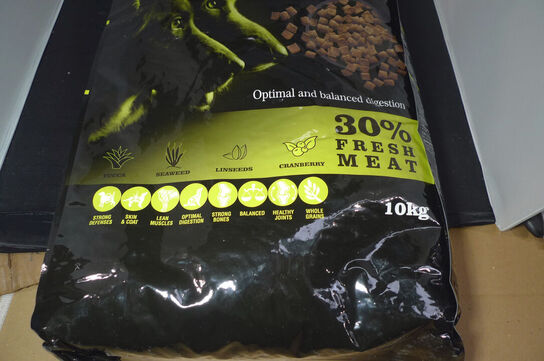 Optimal and balanced digestion
30%
FRESH
MEAT
YUCCA
SEAWEED
LINSEEDS
CRANBERRY
STRONG
DEFENSES
SKIN
& COAT
LEAN
MUSCLES
OPTIMAL
DIGESTION
STRONG
BONES
BALANCED
HEALTHY
JOINTS
WHOLE
GRAINS
10kg